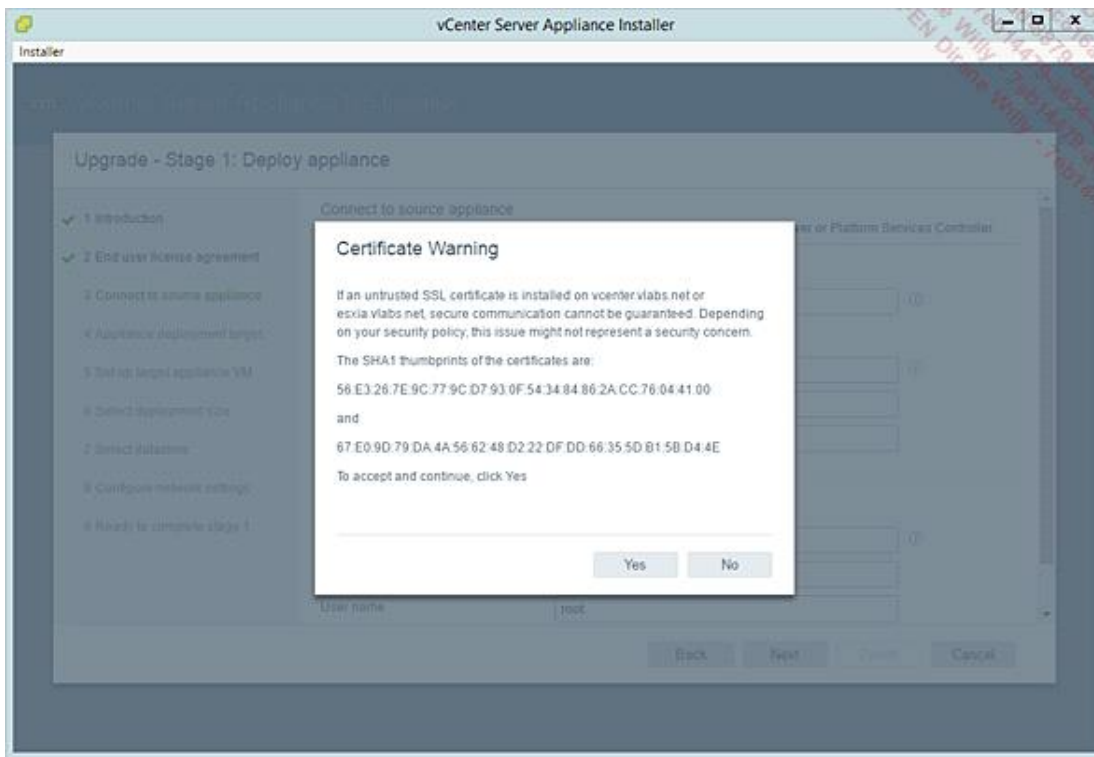 vCenter Server Appliance Installer
Installer
Upgrade - Stage 1: Deploy appliance
1 Introduction
2 End user license agreement
3 Connect to source appliance
4 Appliance deployment target
5 Set up target appliance VM
6 Select deployment size
7 Select datastore
8 Configure network settings
9 Ready to complete stage 1
Connect to source appliance
or Platform Services Controller.
Certificate Warning
If an untrusted SSL certificate is installed on vcenter.vlabs.net or
esxia.vlabs.net, secure communication cannot be guaranteed. Depending
on your security policy, this issue might not represent a security concern.
The SHA1 thumbprints of the certificates are:
56:E3:26:7E:9C:77:9C:D7:93:0F:54:34:84:86:2A:CC:76:04:41:00
and
67:E0:9D:79:DA:4A:56:62:48:D2:22:DF:DD:66:35:5D:B1:5B:D4:4E
To accept and continue, click Yes
Yes
No
User name
root
Back
Next
Finish
Cancel